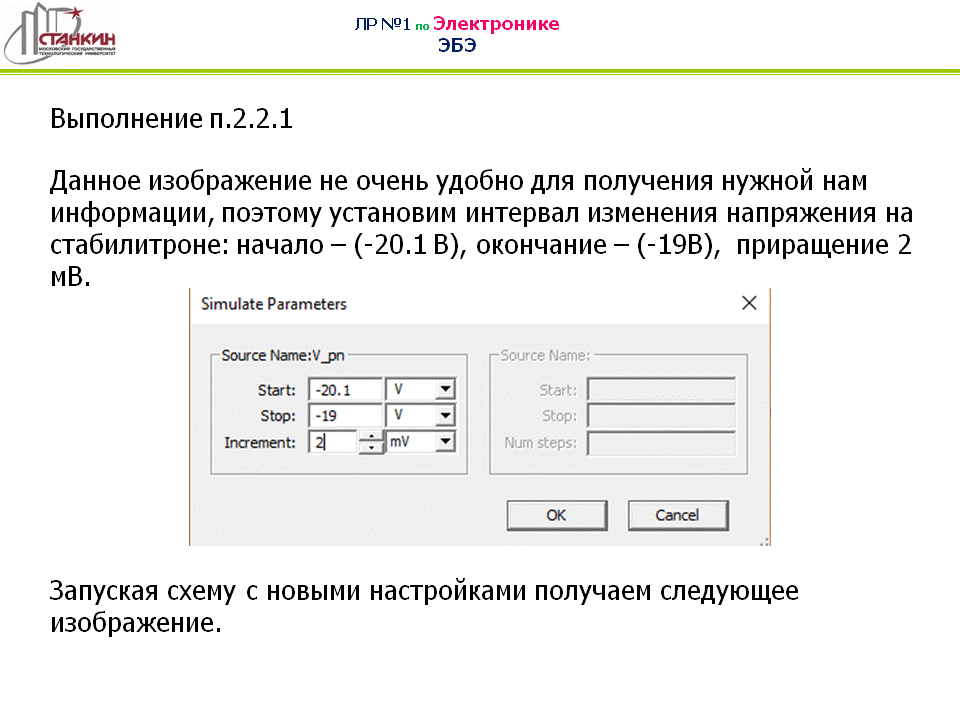 СТАНКИН
МОСКОВСКИЙ ГОСУДАРСТВЕННЫЙ
ТЕХНОЛОГИЧЕСКИЙ УНИВЕРСИТЕТ
ЛР №1 по Электронике
ЭБЭ
Выполнение п.2.2.1
Данное изображение не очень удобно для получения нужной нам
информации, поэтому установим интервал изменения напряжения на
стабилитроне: начало – (-20.1 В), окончание – (-19В), приращение 2
мВ.
Simulate Parameters
Source Name:V_pn
Start: -20.1 V
Stop: -19 V
Increment: 2 mV
Source Name:
Start:
Stop:
Num steps:
OK Cancel
Запуская схему с новыми настройками получаем следующее
изображение.